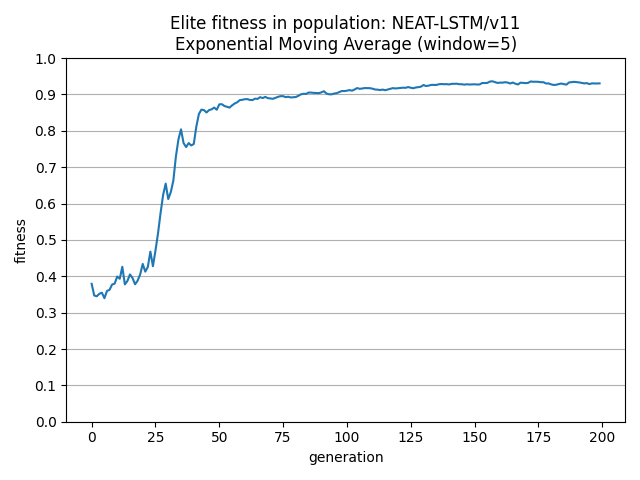 Elite fitness in population: NEAT-LSTM/v11
Exponential Moving Average (window=5)
1.0
0.9
0.8
0.7
0.6
0.5
0.4
0.3
0.2
0.1
0.0
fitness
0 25 50 75 100 125 150 175 200
generation